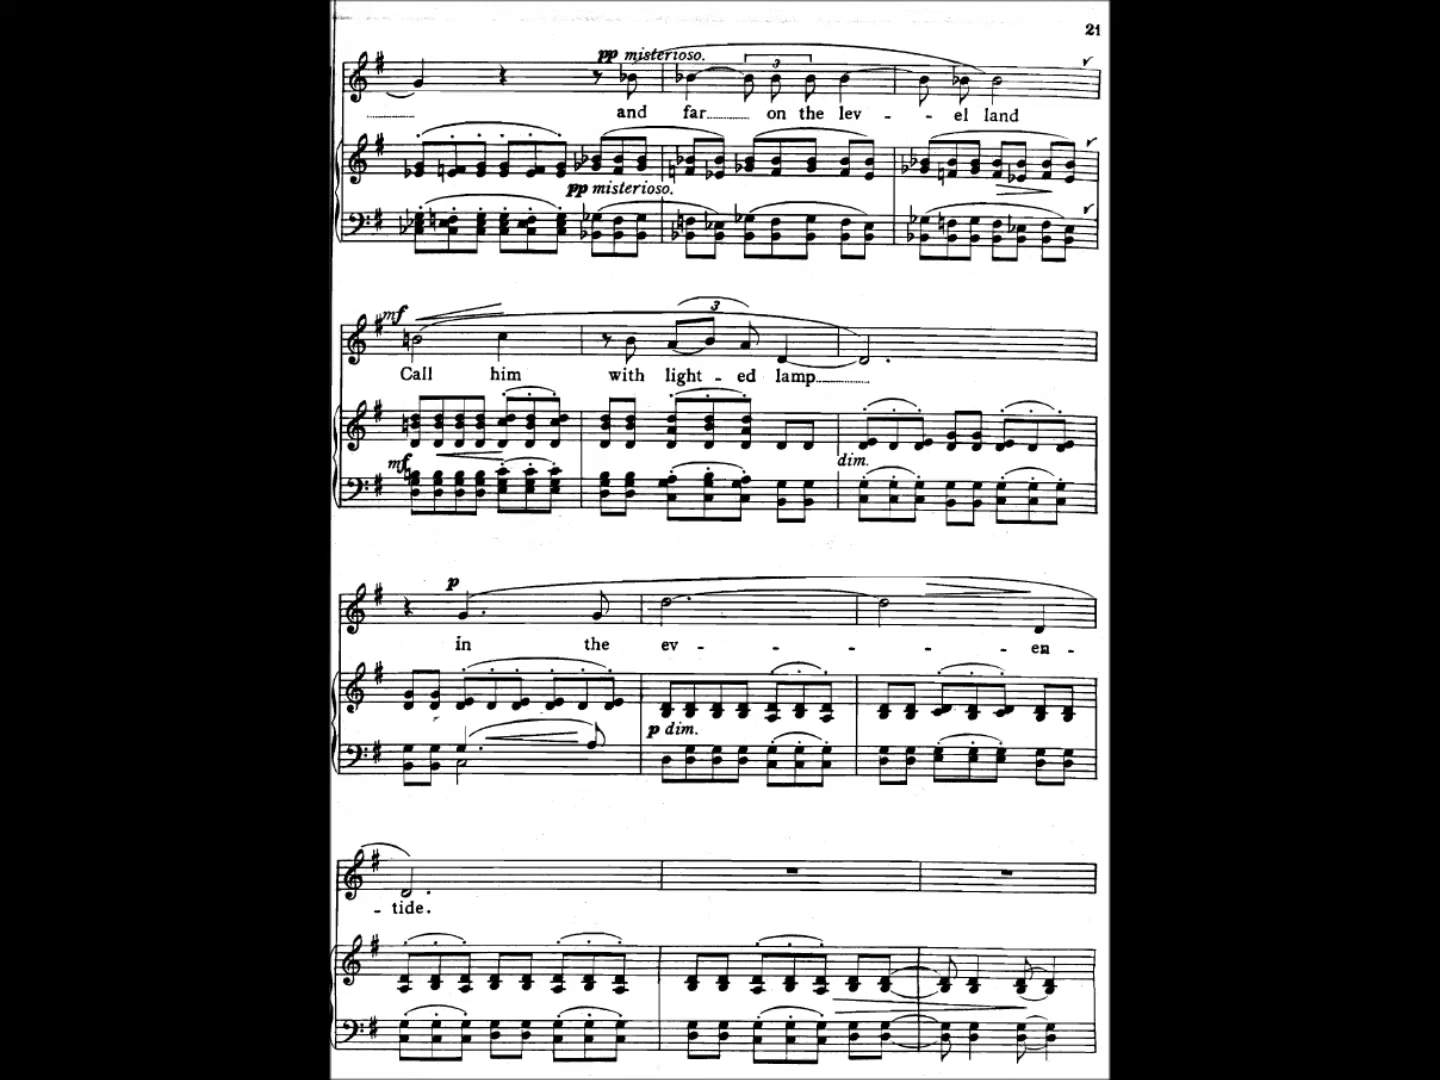 21
pp misterioso.
3
and far on the lev - - el land
pp misterioso.
mf
3
Call him with light - ed lamp
mf
dim.
p
in the ev - - - - - en -
p dim.
- tide.